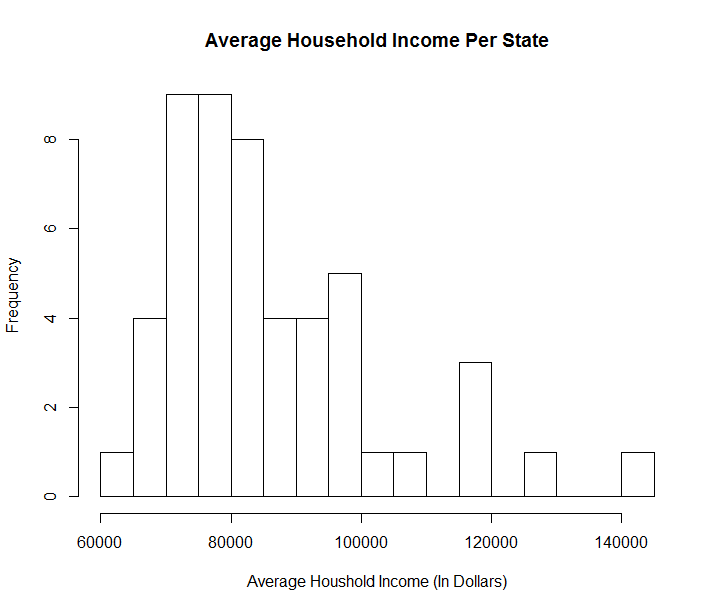 Average Household Income Per State
Frequency
8
6
4
2
0
60000 80000 100000 120000 140000
Average Houshold Income (In Dollars)